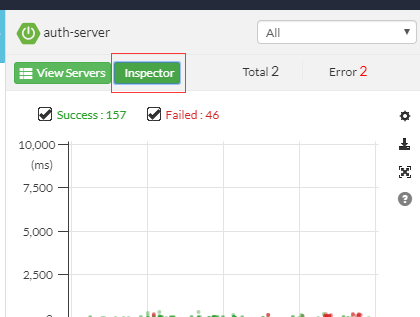 auth-server
All
View Servers
Inspector
Total 2
Error 2
Success : 157
Failed : 46
10,000
(ms)
7,500
5,000
2,500